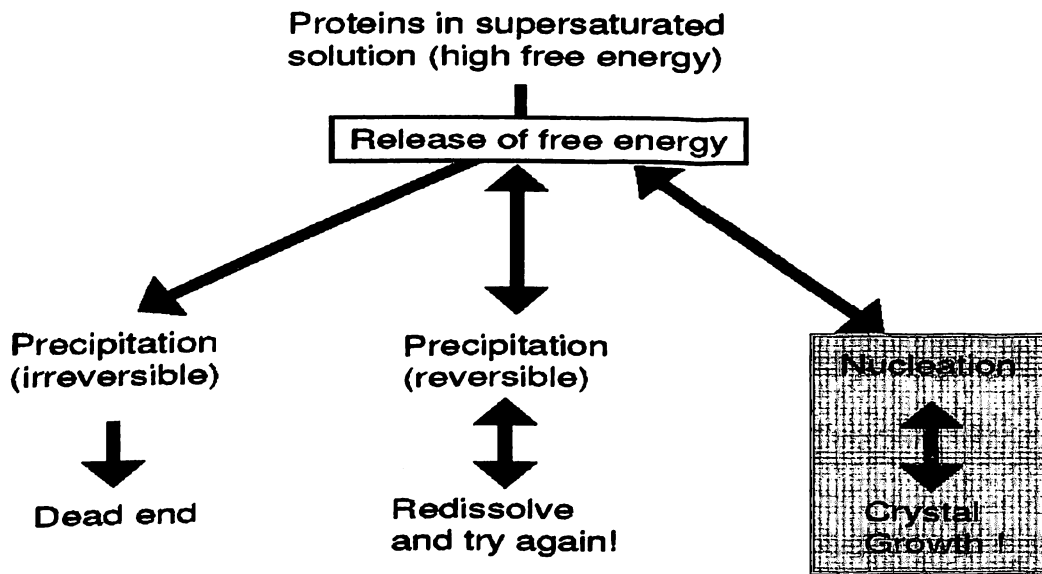 Proteins in supersaturated
solution (high free energy)
Release of free energy
Precipitation
(irreversible)
Precipitation
(reversible)
Nucleation
Dead end
Redissolve
and try again!
Crystal
Growth !